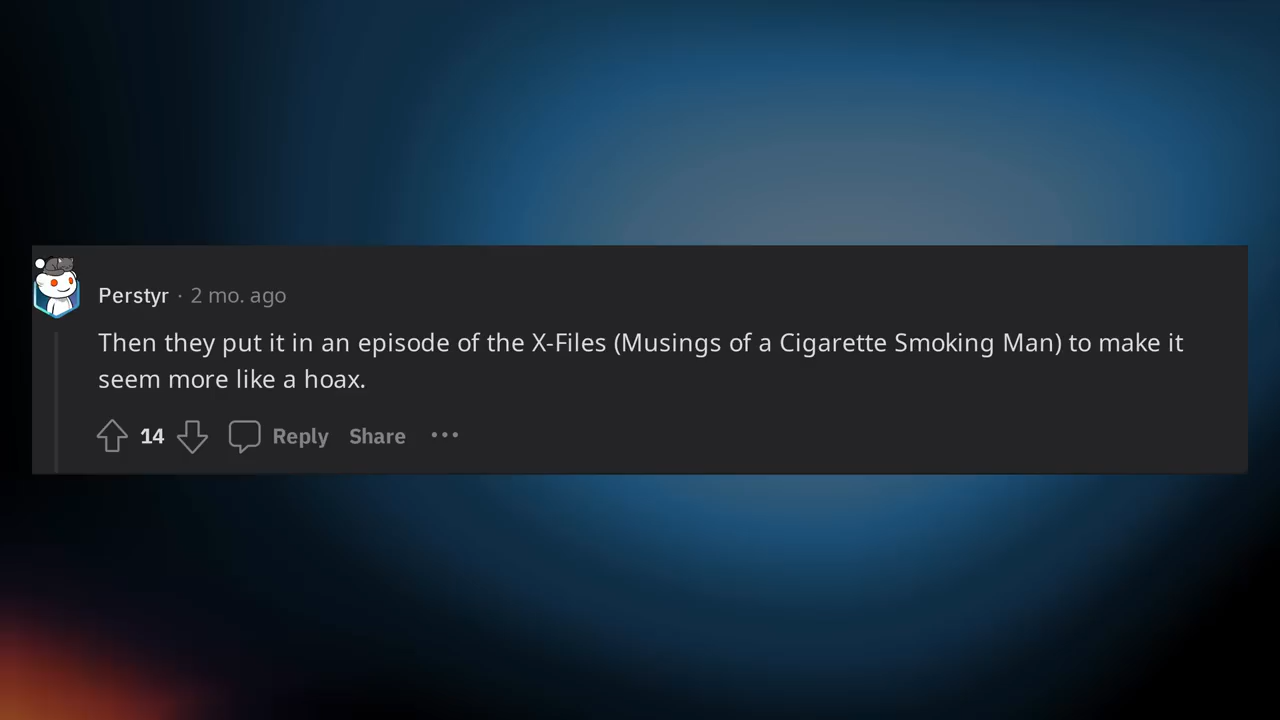 Perstyr · 2 mo. ago
Then they put it in an episode of the X-Files (Musings of a Cigarette Smoking Man) to make it
seem more like a hoax.
14 Reply Share ···